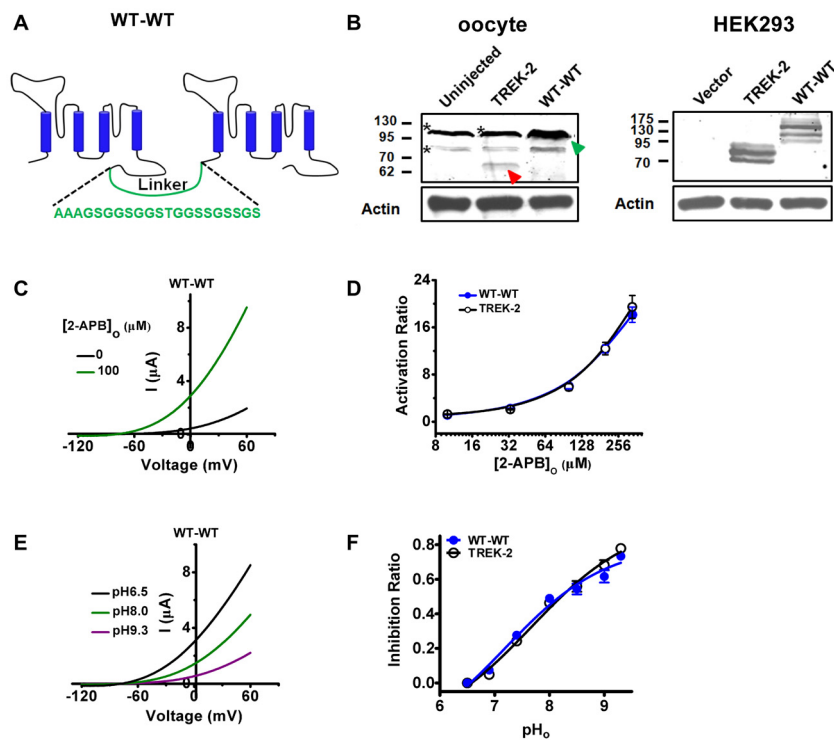 A
WT-WT
Linker
AAAGSGGSGGSTGGSSGSSGS
B
oocyte
Uninjected
TREK-2
WT-WT
130
95
70
62
*
*
*
Actin
HEK293
Vector
TREK-2
WT-WT
175
130
95
70
Actin
C
WT-WT
[2-APB]O (μM)
0
100
I (μA)
8
4
0
-120
-60
0
60
Voltage (mV)
D
WT-WT
TREK-2
Activation Ratio
24
16
8
0
8
16
32
64
128
256
[2-APB]O (μM)
E
WT-WT
pH6.5
pH8.0
pH9.3
I (μA)
8
4
0
-120
-60
0
60
Voltage (mV)
F
WT-WT
TREK-2
Inhibition Ratio
0.8
0.6
0.4
0.2
0.0
6
7
8
9
pHO